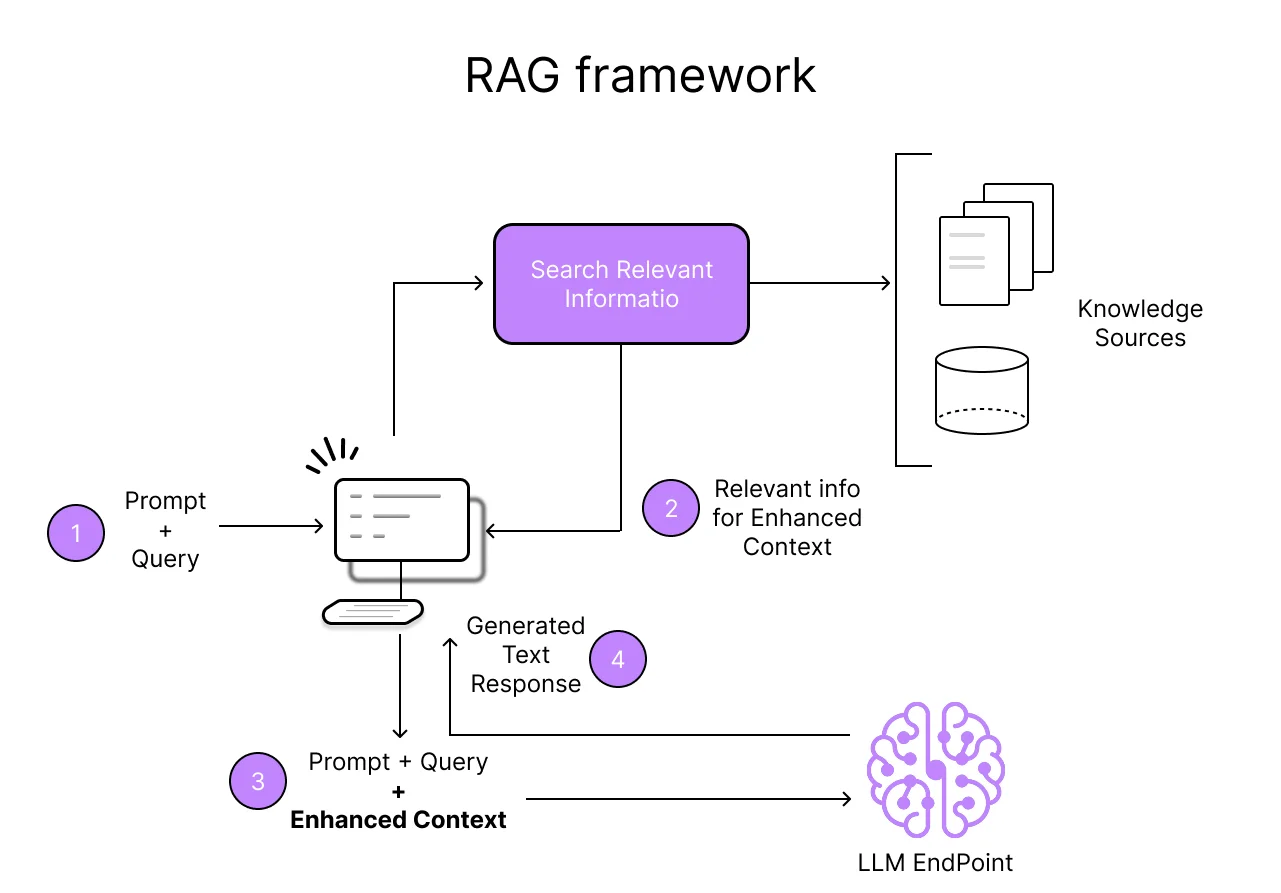 RAG framework
Search Relevant
Informatio
Knowledge
Sources
1
Prompt
+
Query
2
Relevant info
for Enhanced
Context
Generated
Text
Response
4
3
Prompt + Query
+
Enhanced Context
LLM EndPoint